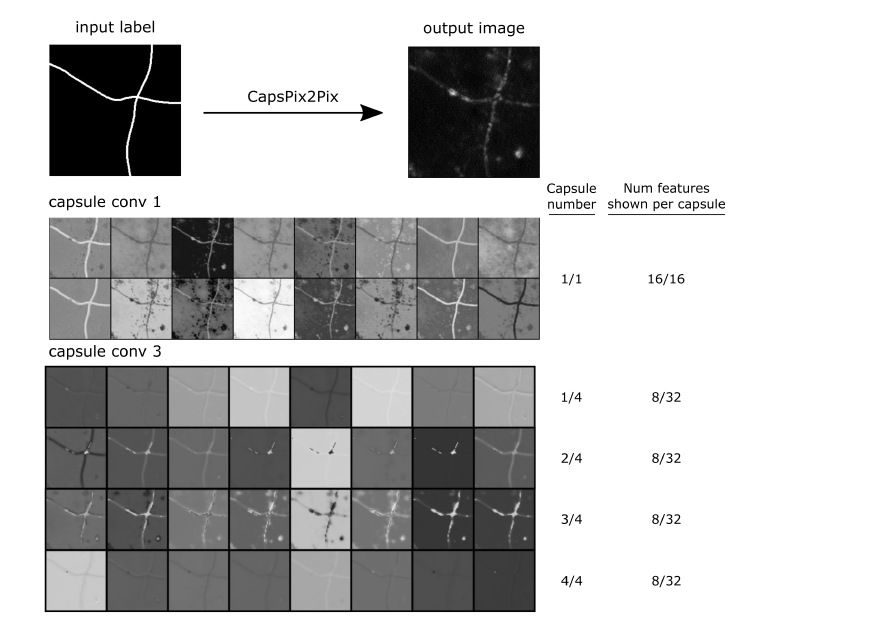 input label
output image
CapsPix2Pix
Capsule number
Num features shown per capsule
capsule conv 1
1/1
16/16
capsule conv 3
1/4
8/32
2/4
8/32
3/4
8/32
4/4
8/32